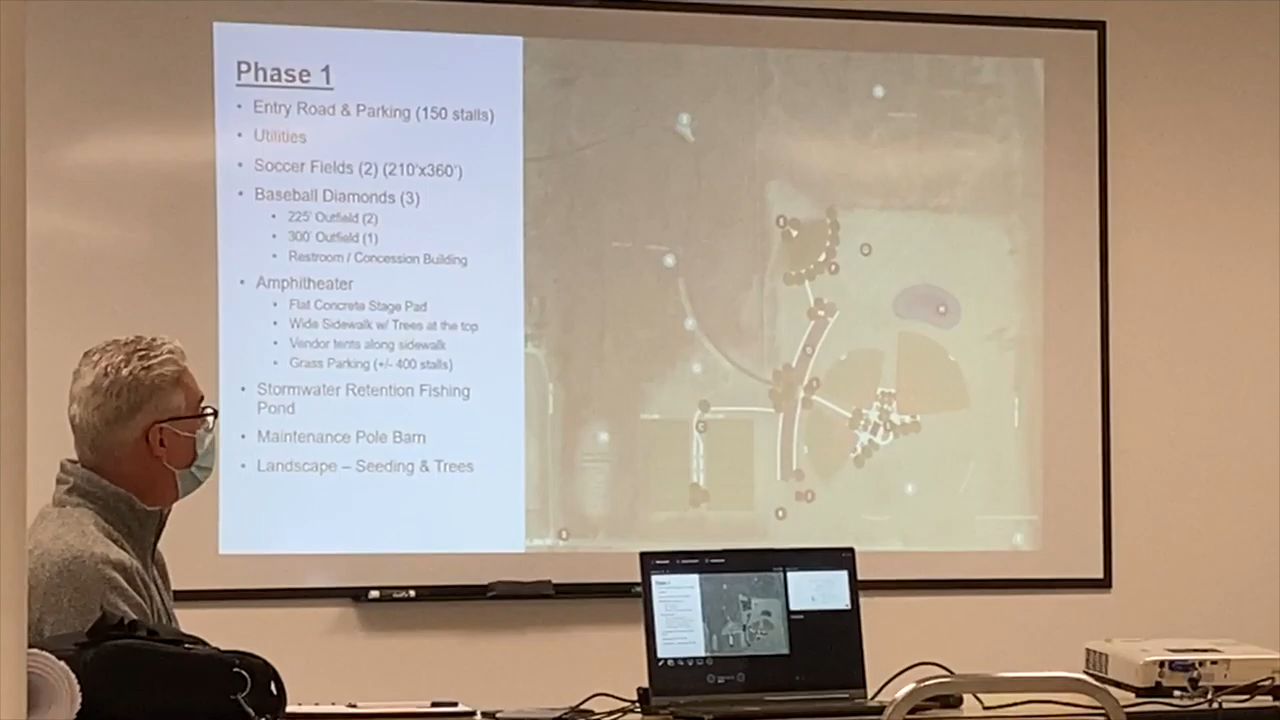 Phase 1
• Entry Road & Parking (150 stalls)
• Utilities
• Soccer Fields (2) (210'x360')
• Baseball Diamonds (3)
• 225' Outfield (2)
• 300' Outfield (1)
• Restroom / Concession Building
• Amphitheater
• Flat Concrete Stage Pad
• Wide Sidewalk w/ Trees at the top
• Vendor tents along sidewalk
• Grass Parking (+/- 400 stalls)
• Stormwater Retention Fishing
Pond
• Maintenance Pole Barn
• Landscape – Seeding & Trees